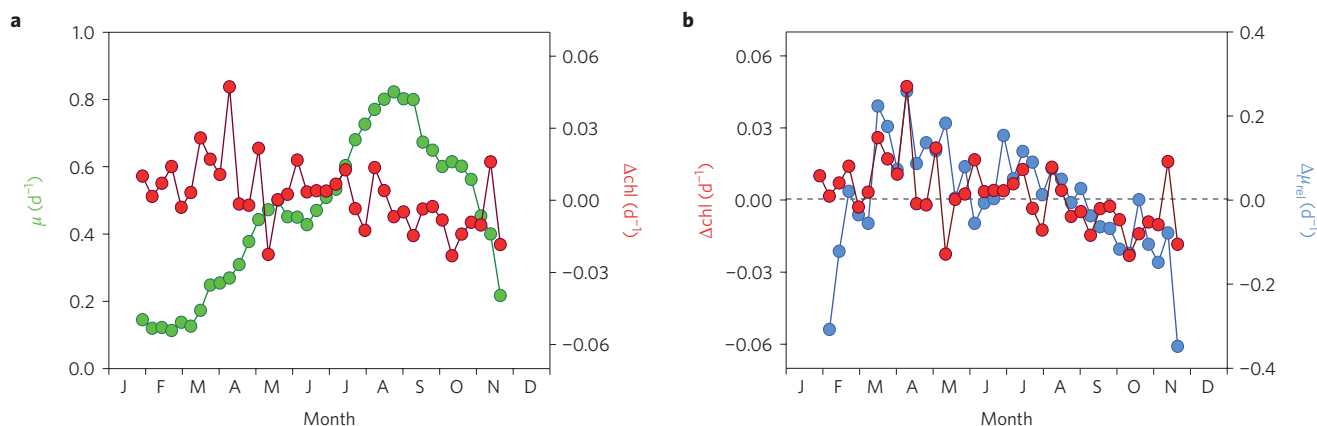 a
1.0
0.8
0.6
0.4
0.2
0.0
μ (d⁻¹)
0.06
0.03
0.00
−0.03
−0.06
Δchl (d⁻¹)
J F M A M J J A S O N D
Month
b
0.06
0.03
0.00
−0.03
−0.06
Δchl (d⁻¹)
0.4
0.2
0.0
−0.2
−0.4
Δμrel (d⁻¹)
J F M A M J J A S O N D
Month